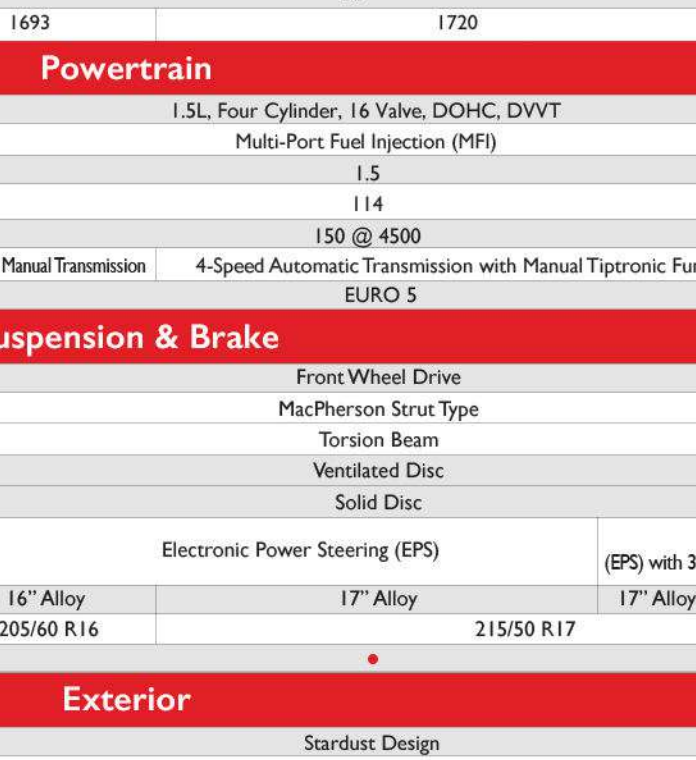 1693 1720
Powertrain
1.5L, Four Cylinder, 16 Valve, DOHC, DVVT
Multi-Port Fuel Injection (MFI)
1.5
114
150 @ 4500
Manual Transmission 4-Speed Automatic Transmission with Manual Tiptronic Fun
EURO 5
uspension & Brake
Front Wheel Drive
MacPherson Strut Type
Torsion Beam
Ventilated Disc
Solid Disc
Electronic Power Steering (EPS)
(EPS) with 3
16” Alloy 17” Alloy 17” Alloy
205/60 R16 215/50 R17
Exterior
Stardust Design